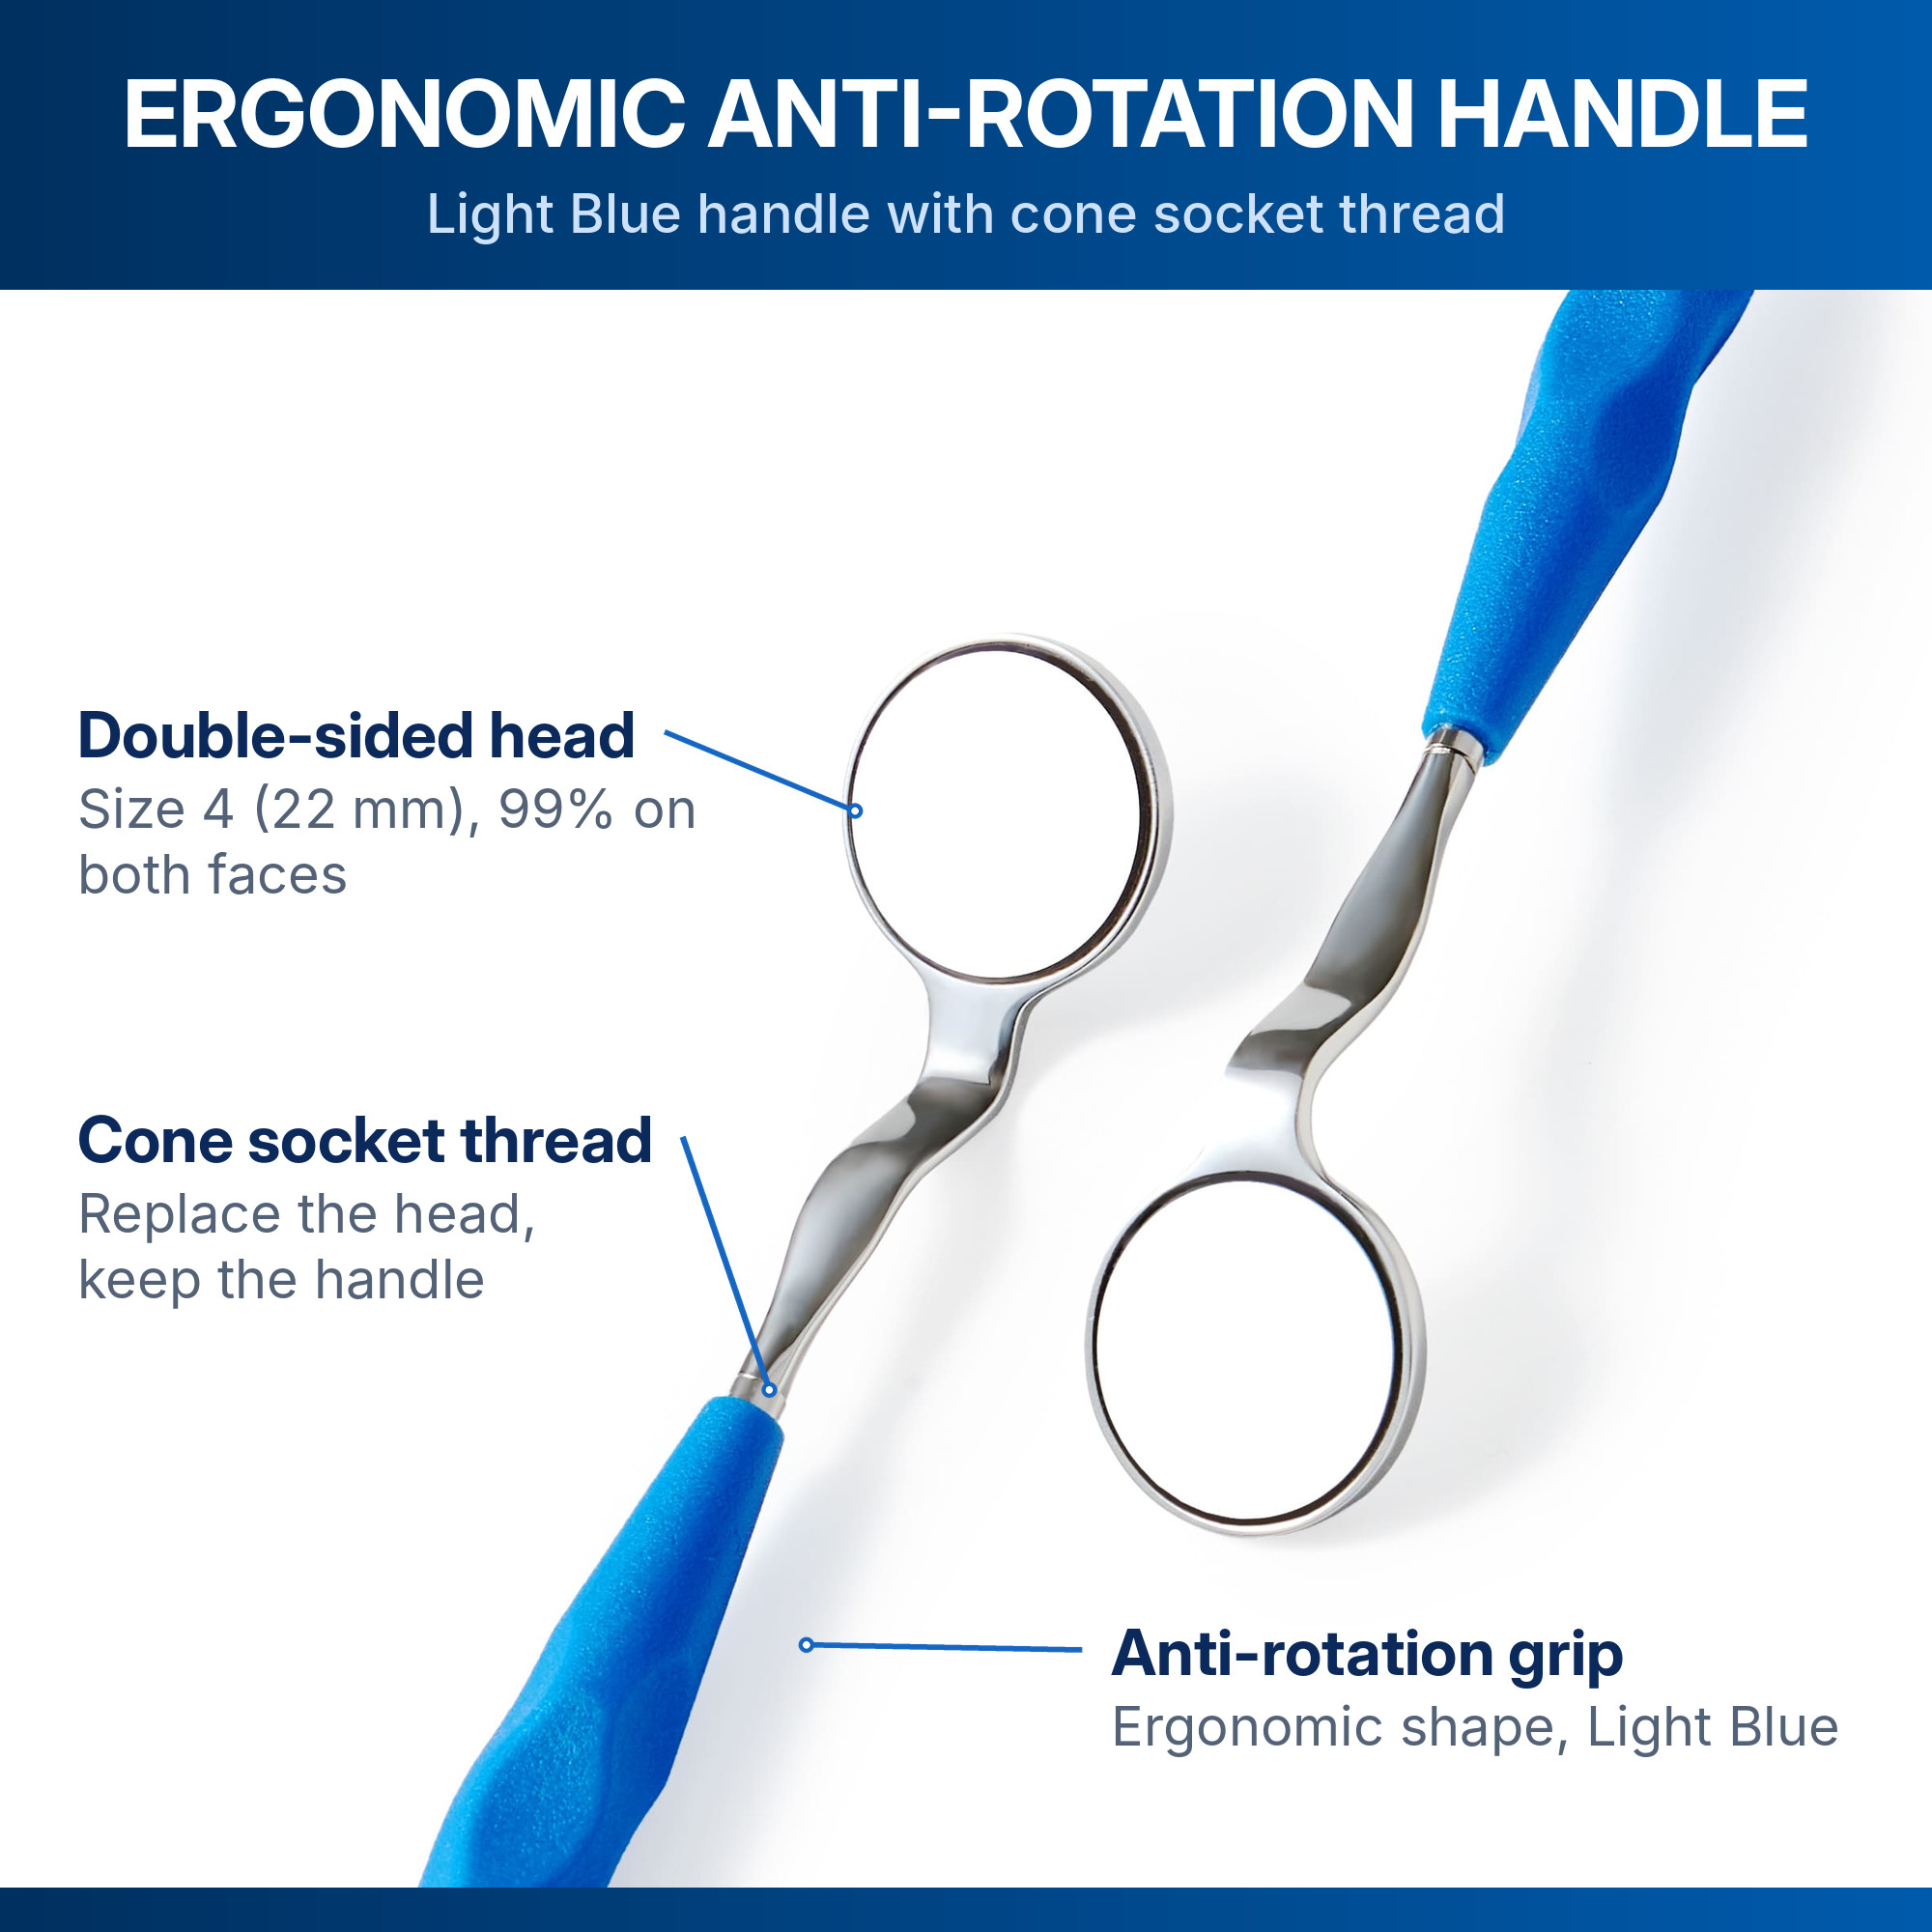 ERGONOMIC ANTI-ROTATION HANDLE
Light Blue handle with cone socket thread
Double-sided head
Size 4 (22 mm), 99% on
both faces
Cone socket thread
Replace the head,
keep the handle
Anti-rotation grip
Ergonomic shape, Light Blue